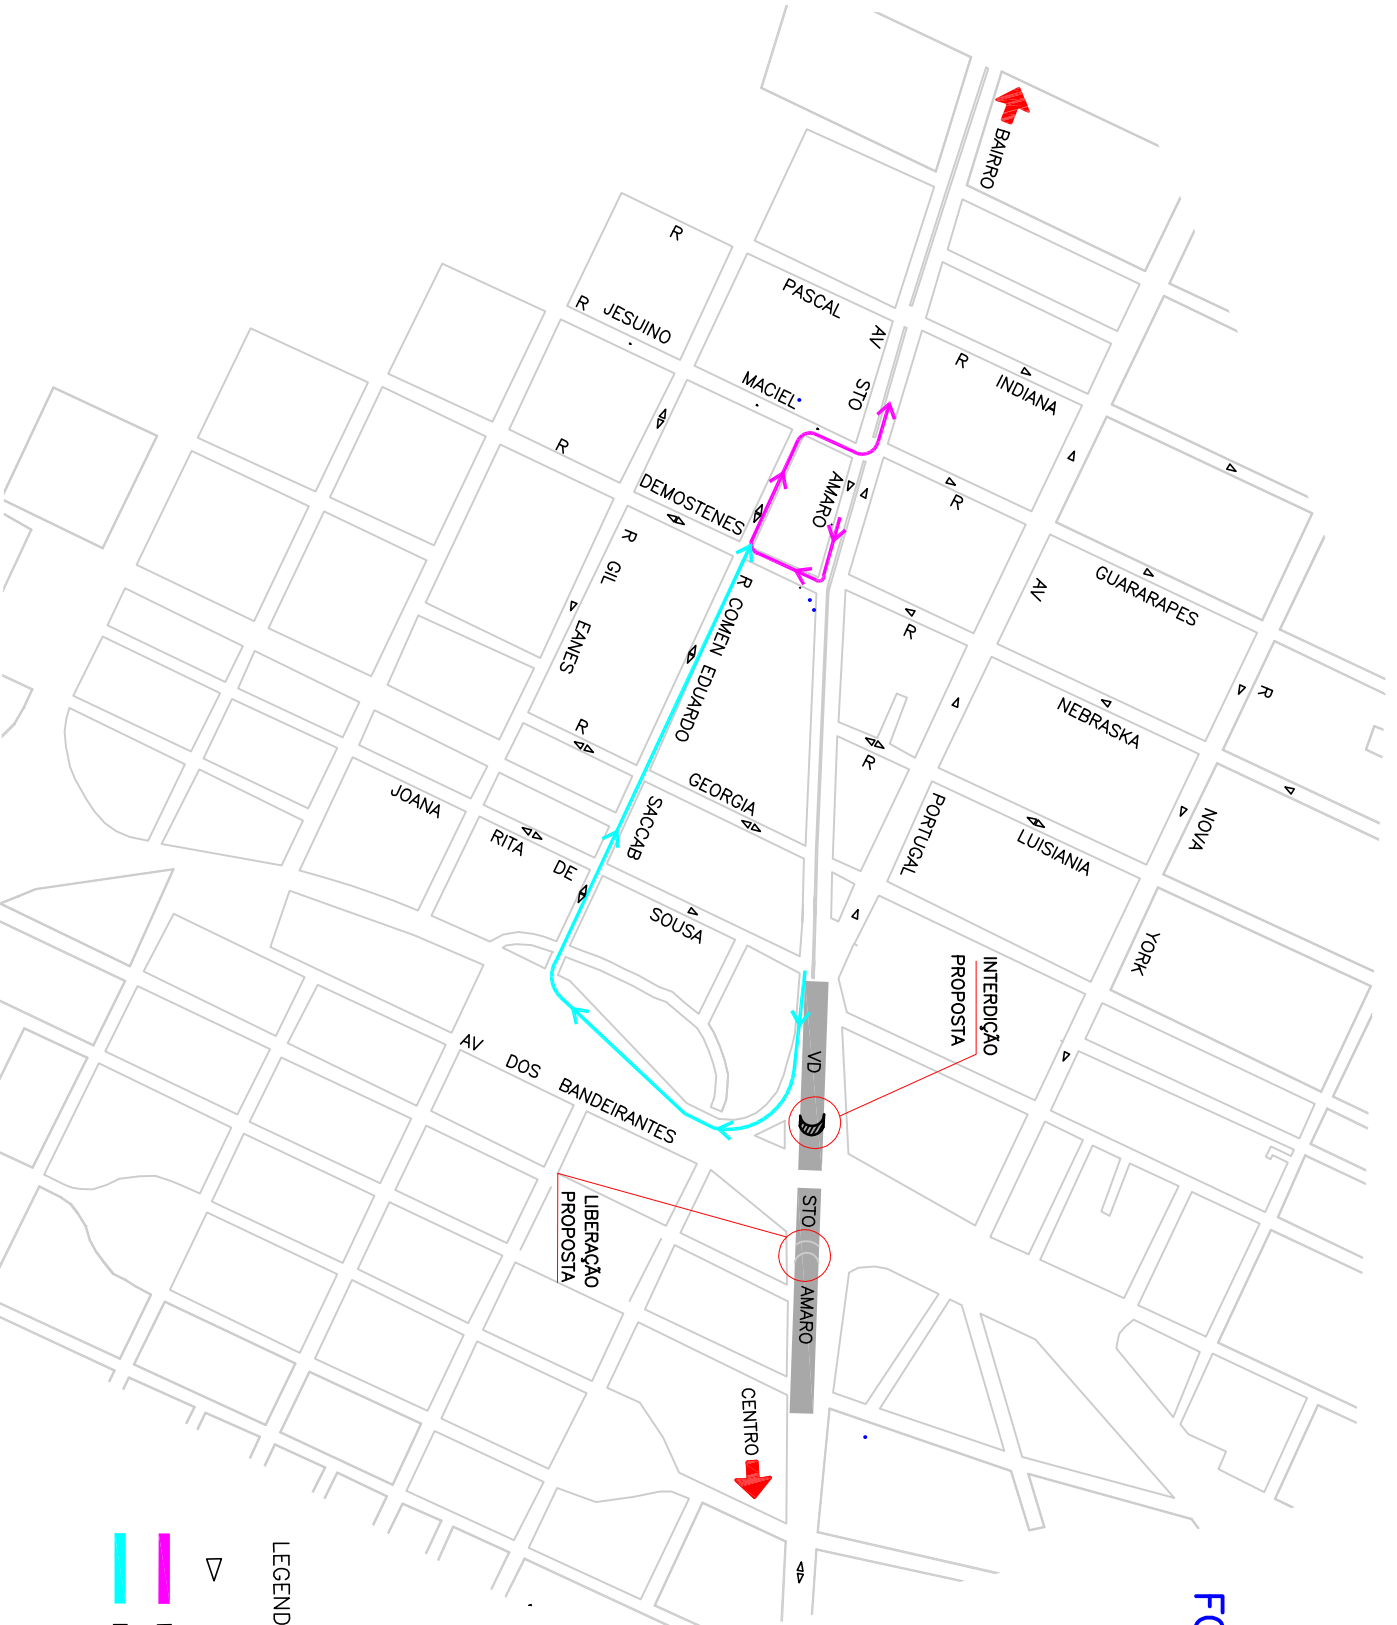 BAIRRO
R
PASCAL
R JESUINO
MACIEL
AV STO AMARO
R INDIANA
R
DEMOSTENES
R
AV PORTUGAL
GUARARAPES
R
R GIL EANES
R COMEN EDUARDO SACCAB
R
NEBRASKA
R NOVA YORK
R
GEORGIA
R
LUISIANIA
JOANA
RITA DE
SOUSA
INTERDIÇÃO
PROPOSTA
AV DOS BANDEIRANTES
VD STO AMARO
LIBERAÇÃO
PROPOSTA
CENTRO
LEGEND